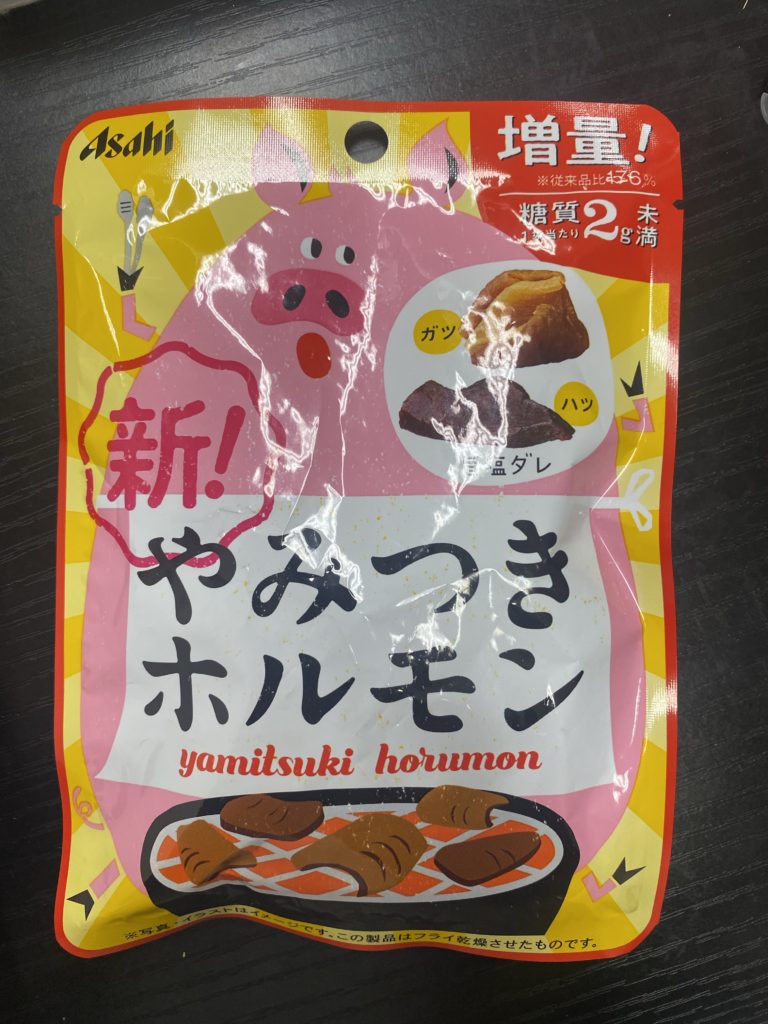 Asahi
増量!
※従来品比176%
糖質2g未満
1袋当たり
ガツ
ハツ
塩ダレ
新!
やみつき
ホルモン
yamitsuki horumon
※写真・イラストはイメージです。この製品はフライ乾燥させたものです。